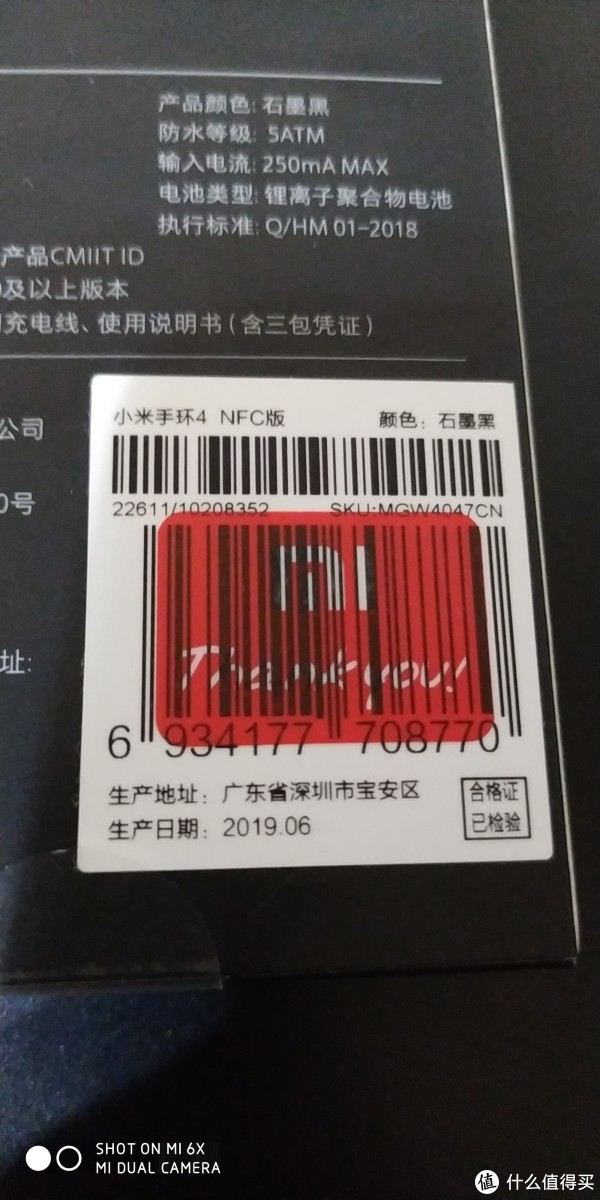 产品颜色: 石墨黑
防水等级: 5ATM
输入电流: 250mA MAX
电池类型: 锂离子聚合物电池
执行标准: Q/HM 01-2018
产品CMIIT ID
及以上版本
充电线、使用说明书(含三包凭证)
公司
0号
址:
小米手环4 NFC版 颜色: 石墨黑
22611/10208352 SKU:MGW4047CN
mi
Thank you!
6 934177 708770
生产地址: 广东省深圳市宝安区
生产日期: 2019.06
合格证
已检验
SHOT ON MI 6X
MI DUAL CAMERA
值 什么值得买